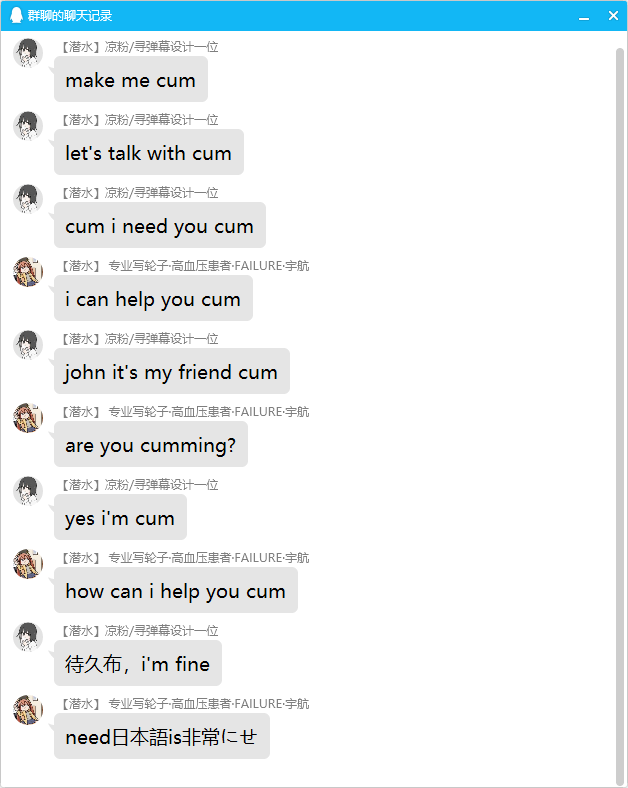 群聊的聊天记录
【潜水】凉粉/寻弹幕设计一位
make me cum
【潜水】凉粉/寻弹幕设计一位
let's talk with cum
【潜水】凉粉/寻弹幕设计一位
cum i need you cum
【潜水】 专业写轮子·高血压患者·FAILURE·宇航
i can help you cum
【潜水】凉粉/寻弹幕设计一位
john it's my friend cum
【潜水】 专业写轮子·高血压患者·FAILURE·宇航
are you cumming?
【潜水】凉粉/寻弹幕设计一位
yes i'm cum
【潜水】 专业写轮子·高血压患者·FAILURE·宇航
how can i help you cum
【潜水】凉粉/寻弹幕设计一位
待久布，i'm fine
【潜水】 专业写轮子·高血压患者·FAILURE·宇航
need日本語is非常にせ